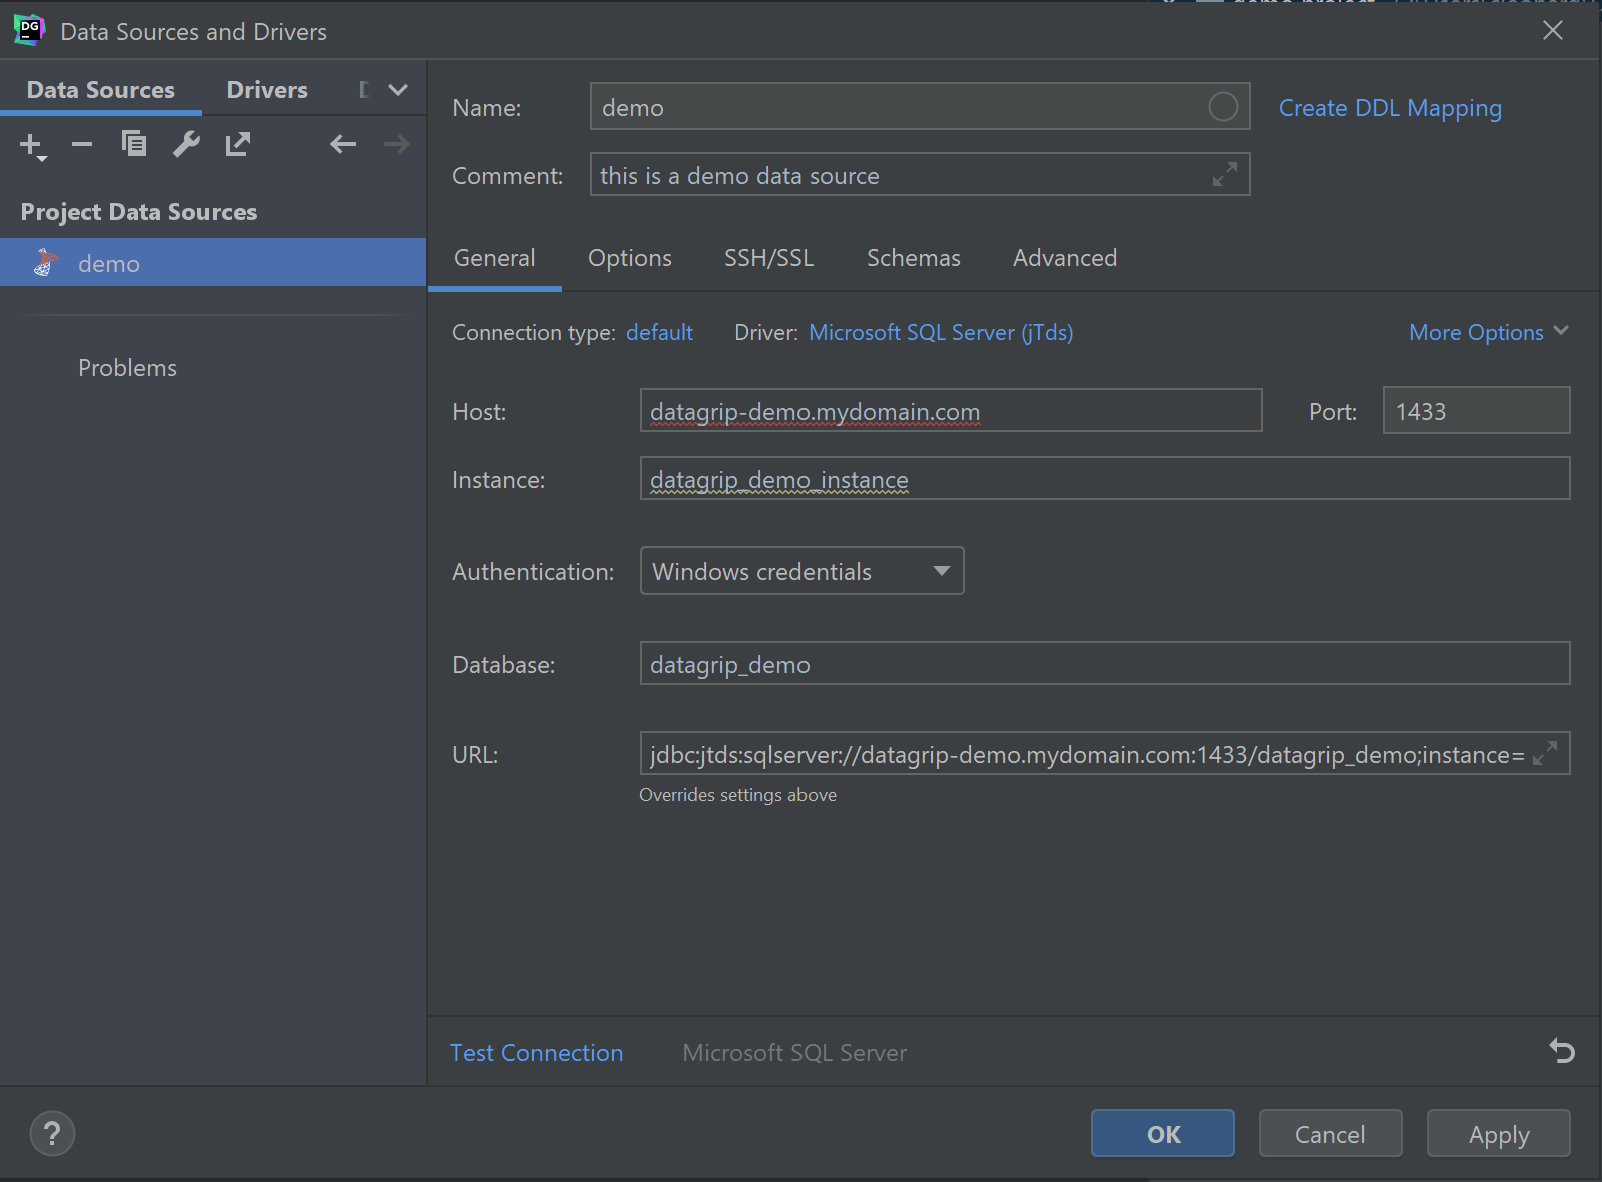 DG
Data Sources and Drivers
Data Sources Drivers
Project Data Sources
demo
Problems
Name: demo Create DDL Mapping
Comment: this is a demo data source
General Options SSH/SSL Schemas Advanced
Connection type: default Driver: Microsoft SQL Server (jTds) More Options
Host: datagrip-demo.mydomain.com Port: 1433
Instance: datagrip_demo_instance
Authentication: Windows credentials
Database: datagrip_demo
URL: jdbc:jtds:sqlserver://datagrip-demo.mydomain.com:1433/datagrip_demo;instance=
Overrides settings above
Test Connection Microsoft SQL Server
? OK Cancel Apply